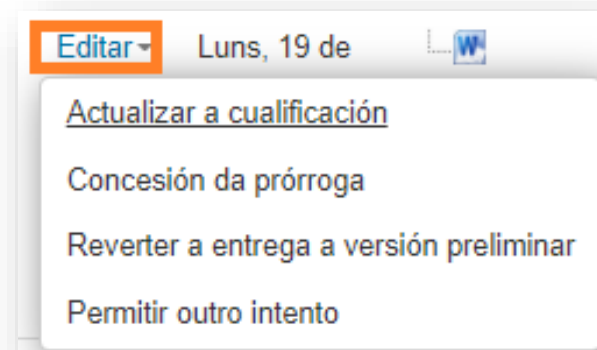 Editar Luns, 19 de
Actualizar a cualificación
Concesión da prórroga
Reverter a entrega a versión preliminar
Permitir outro intento